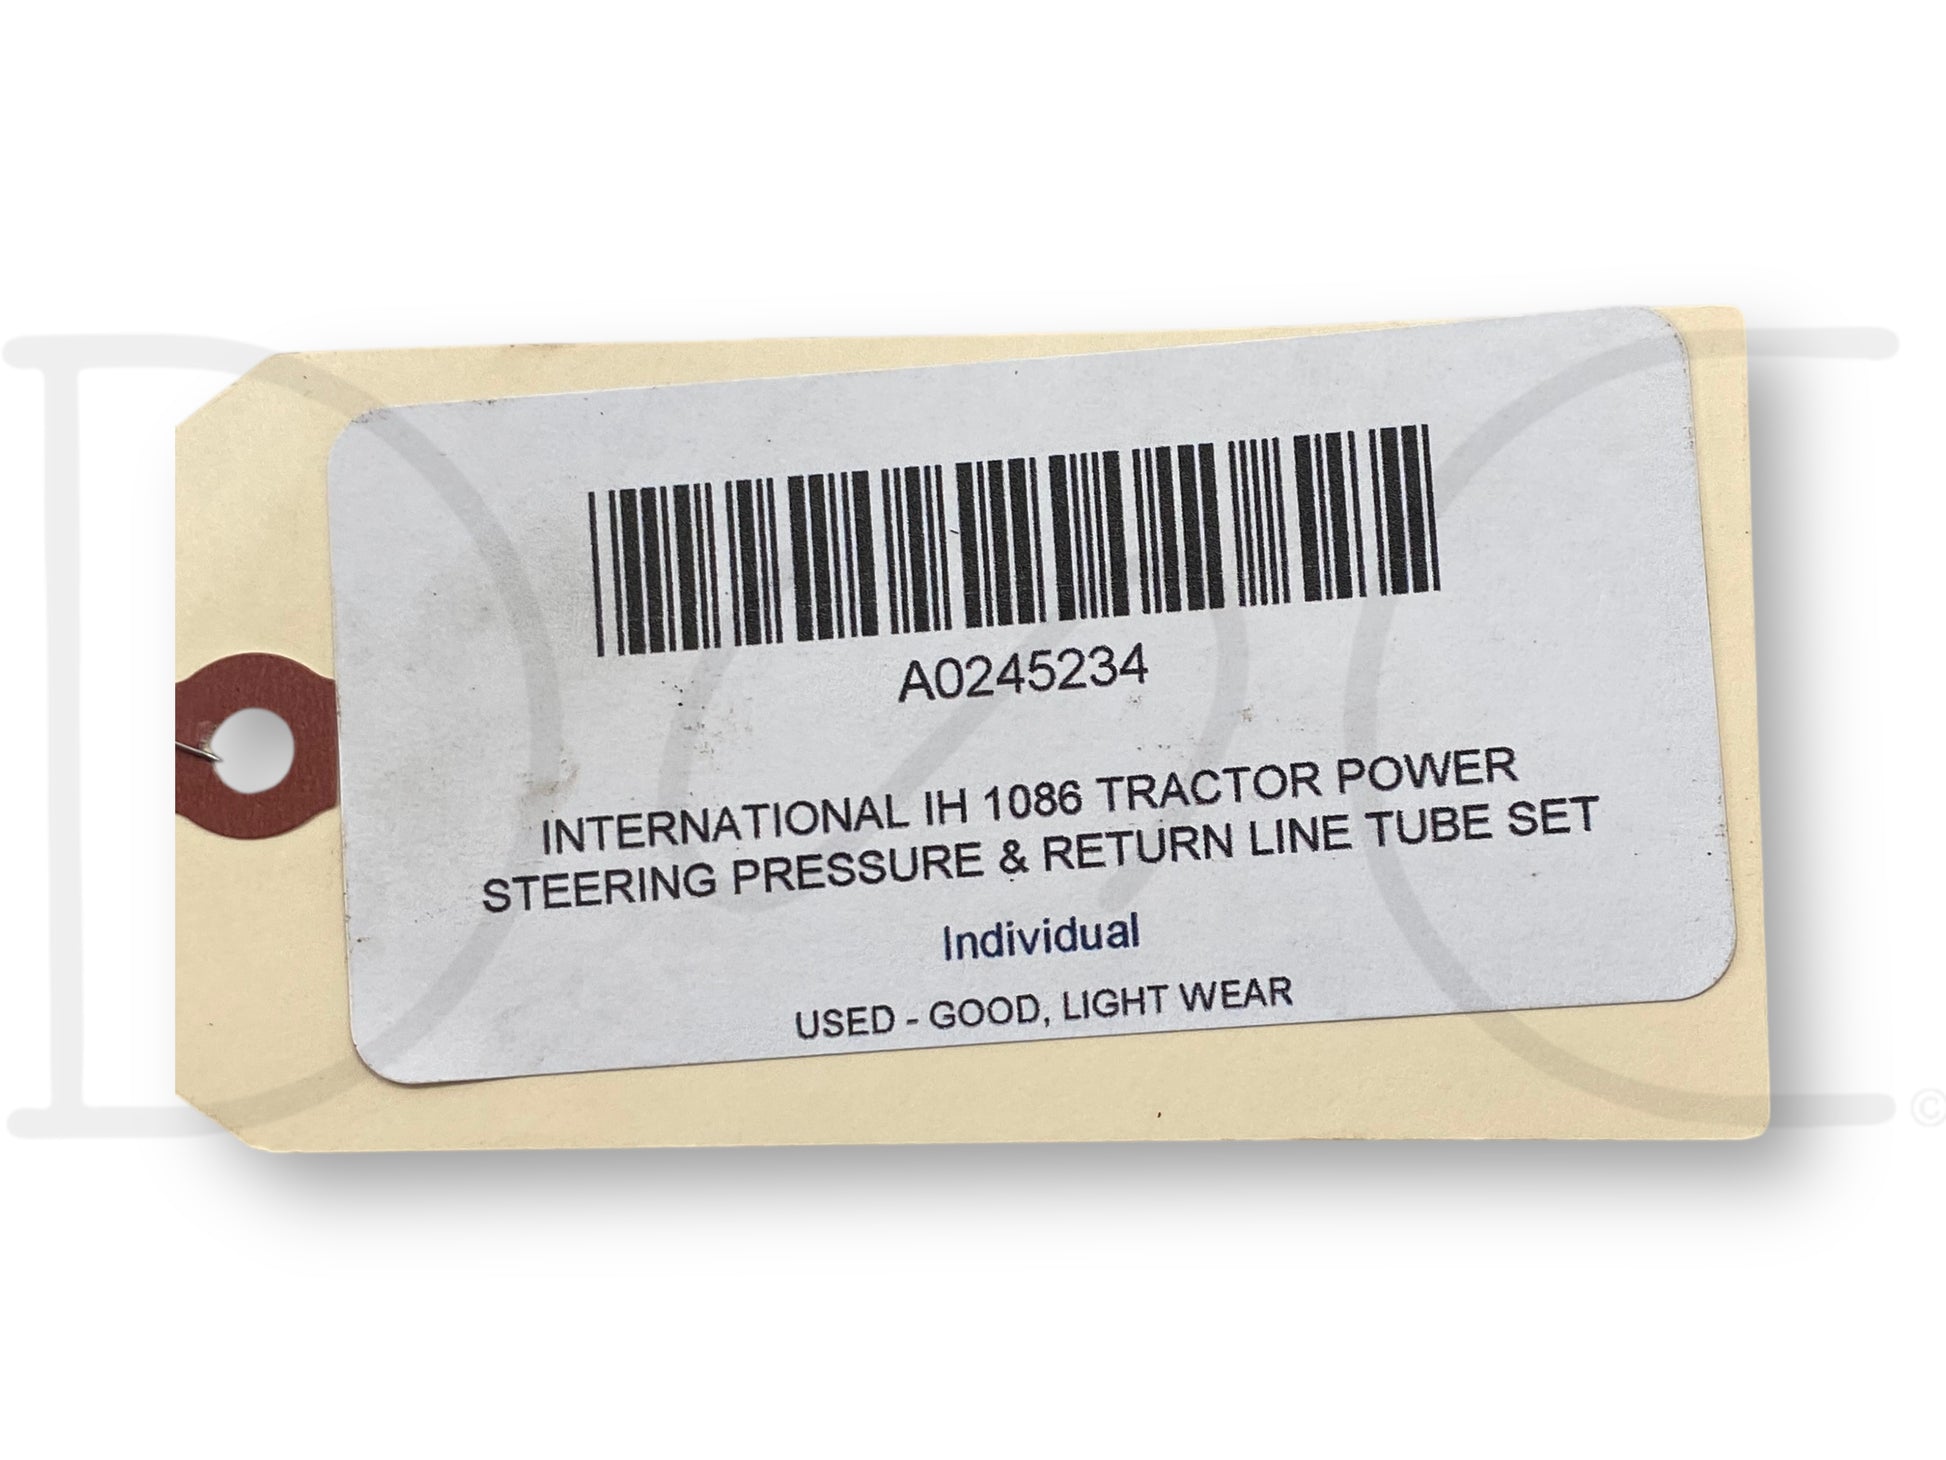 A0245234
INTERNATIONAL IH 1086 TRACTOR POWER
STEERING PRESSURE & RETURN LINE TUBE SET
Individual
USED - GOOD, LIGHT WEAR
©